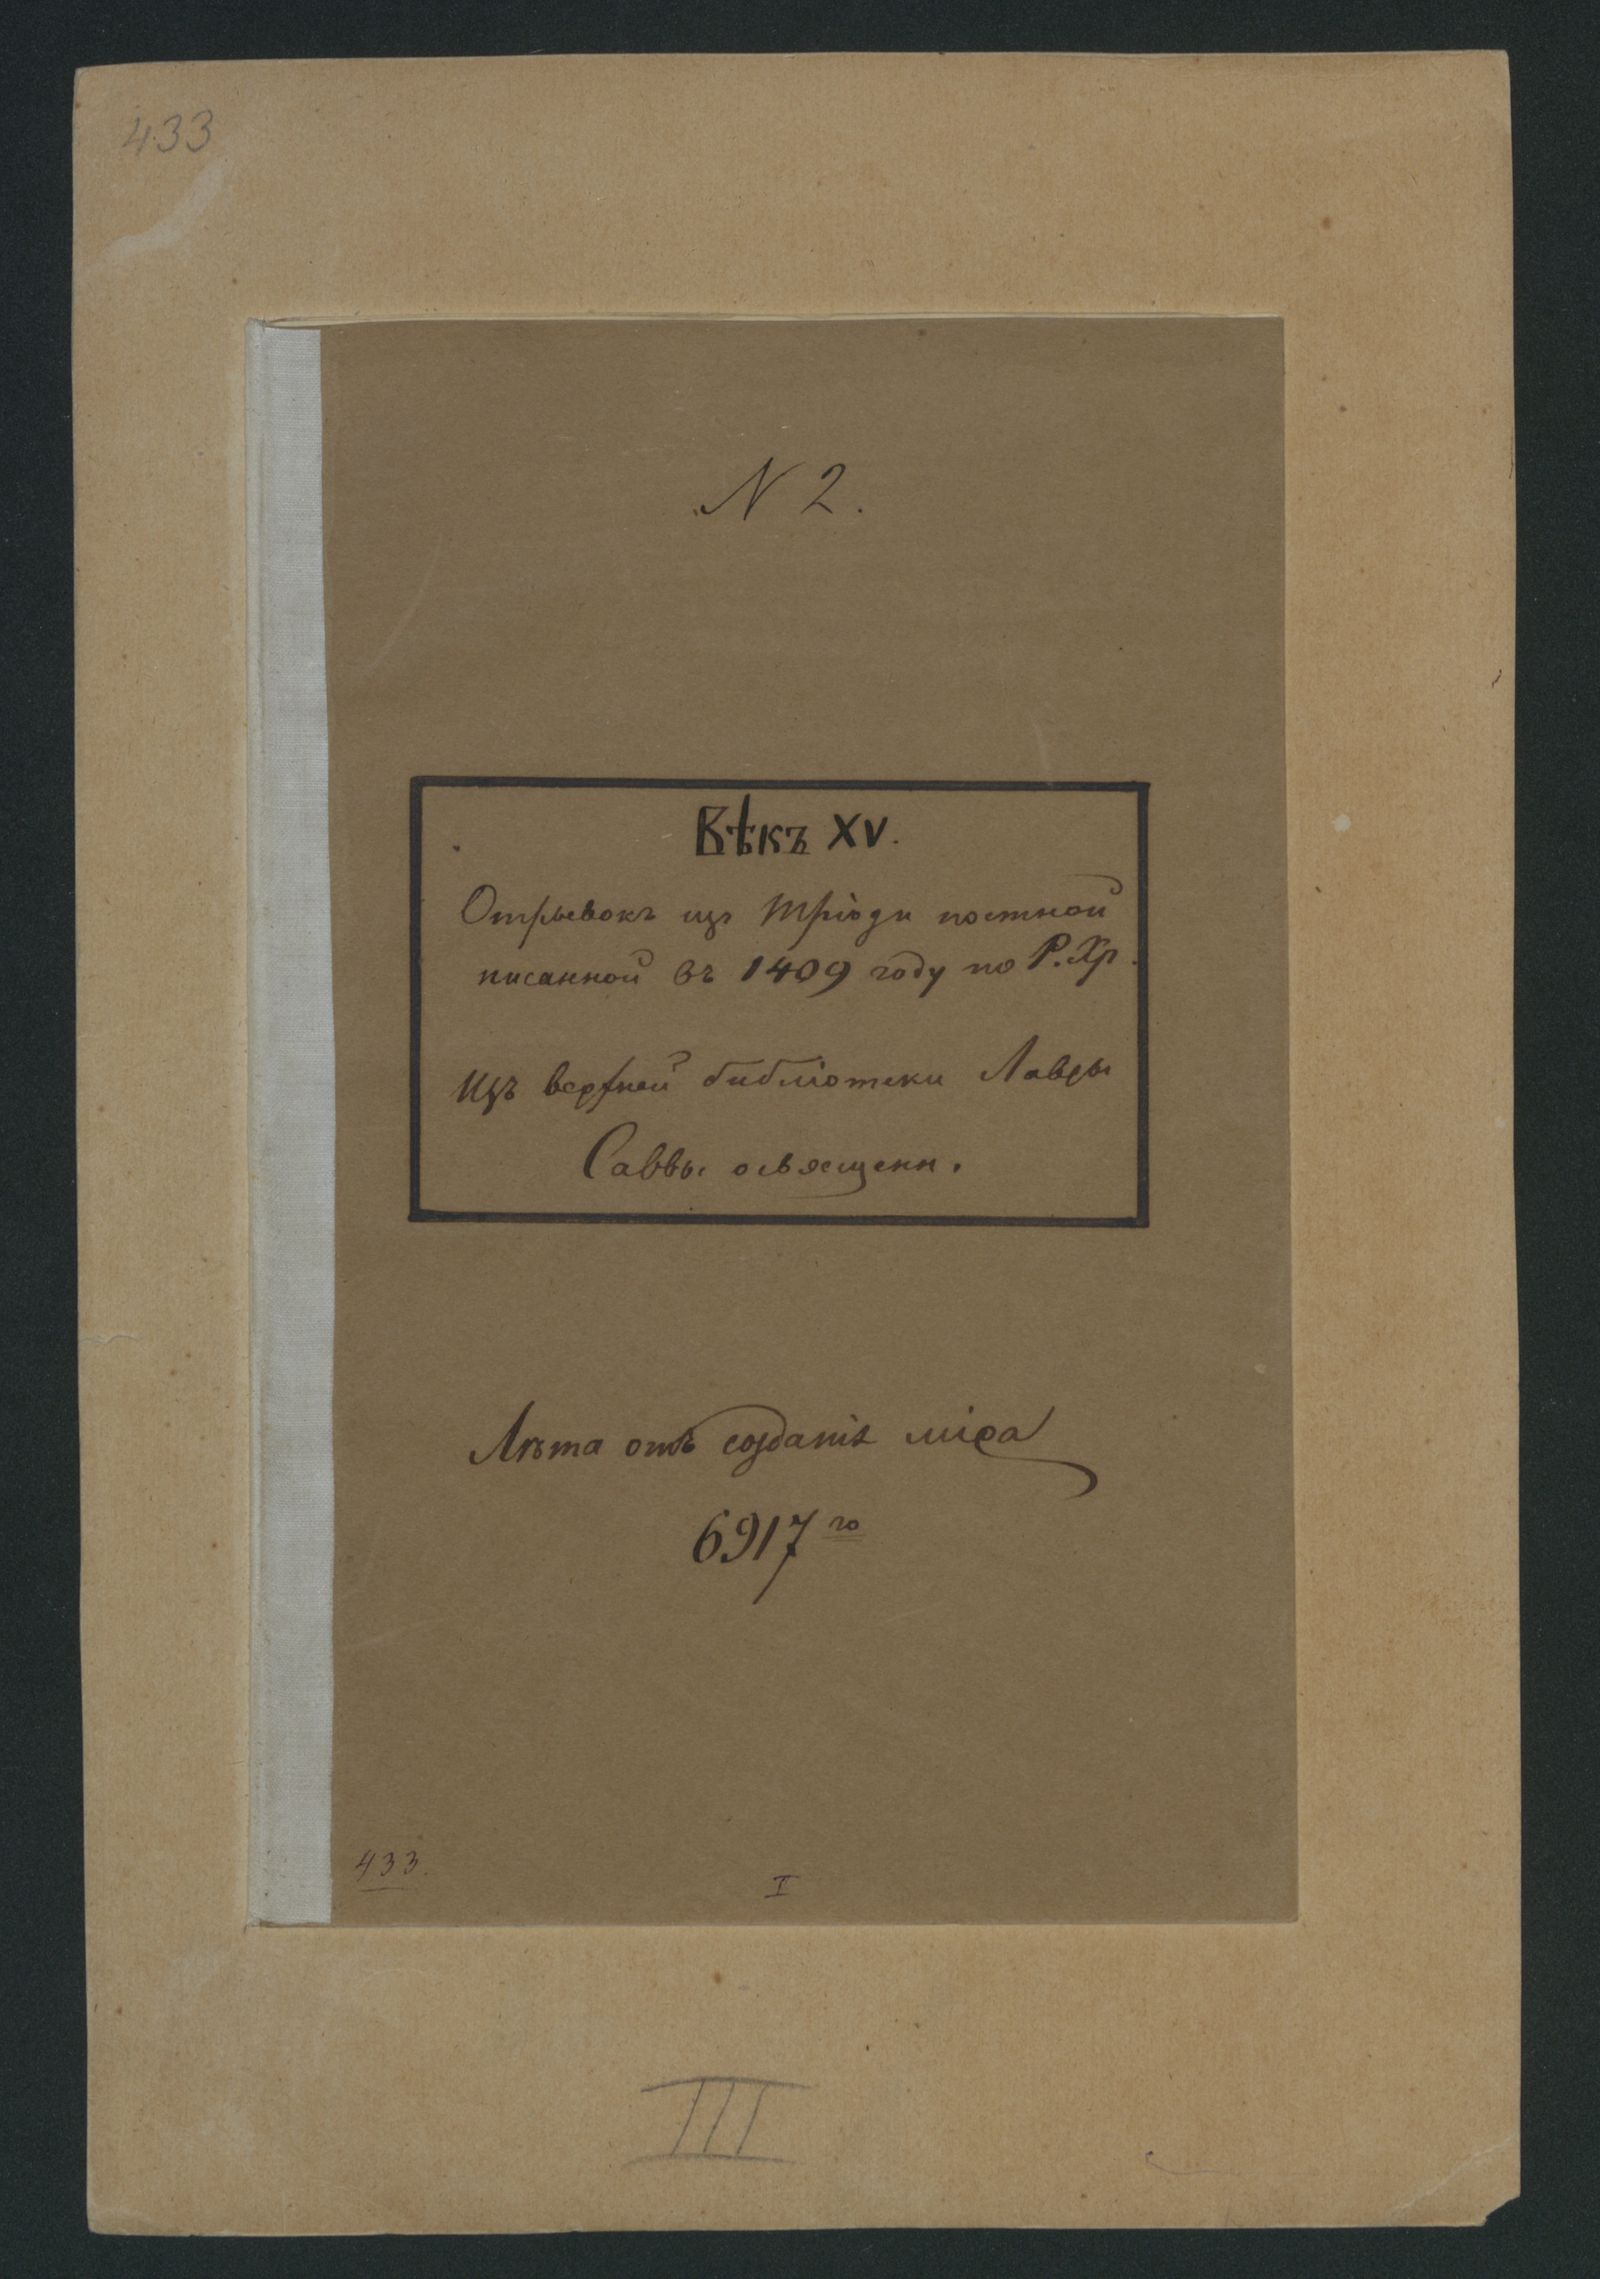 433
N 2.
Вѣкъ XV.
Отрывокъ изъ тріоди постной
писанной въ 1409 году по Р. Хр.
Изъ верхней библіотеки Лавры
Саввы освященн.
Лѣта отъ созданія міра
6917го
433.
I
III